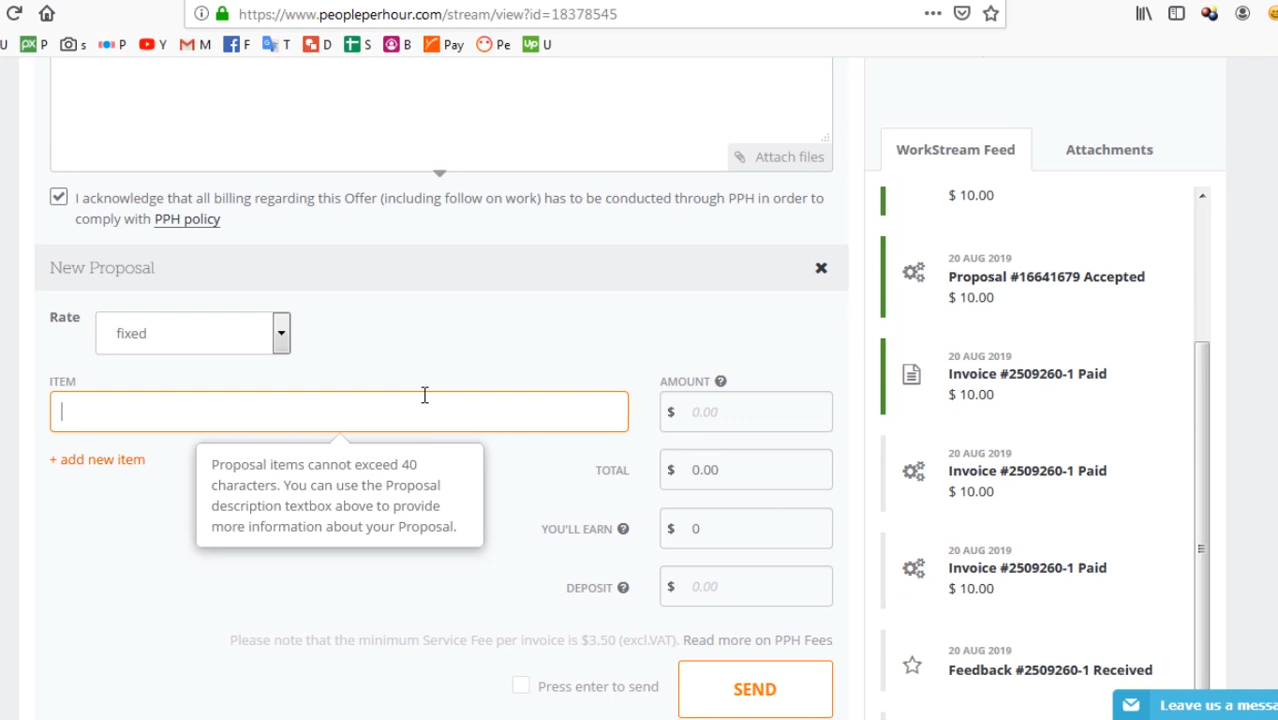 https://www.peopleperhour.com/stream/view?id=18378545
U P s P Y M F T D S B Pay Pe Up U
Attach files
I acknowledge that all billing regarding this Offer (including follow on work) has to be conducted through PPH in order to
comply with PPH policy
New Proposal
Rate
fixed
ITEM
AMOUNT
$ 0.00
+ add new item
Proposal items cannot exceed 40
characters. You can use the Proposal
description textbox above to provide
more information about your Proposal.
TOTAL
$ 0.00
YOU'LL EARN
$ 0
DEPOSIT
$ 0.00
Please note that the minimum Service Fee per invoice is $3.50 (excl.VAT). Read more on PPH Fees
Press enter to send
SEND
WorkStream Feed
Attachments
$ 10.00
20 AUG 2019
Proposal #16641679 Accepted
$ 10.00
20 AUG 2019
Invoice #2509260-1 Paid
$ 10.00
20 AUG 2019
Invoice #2509260-1 Paid
$ 10.00
20 AUG 2019
Invoice #2509260-1 Paid
$ 10.00
20 AUG 2019
Feedback #2509260-1 Received
Leave us a messa